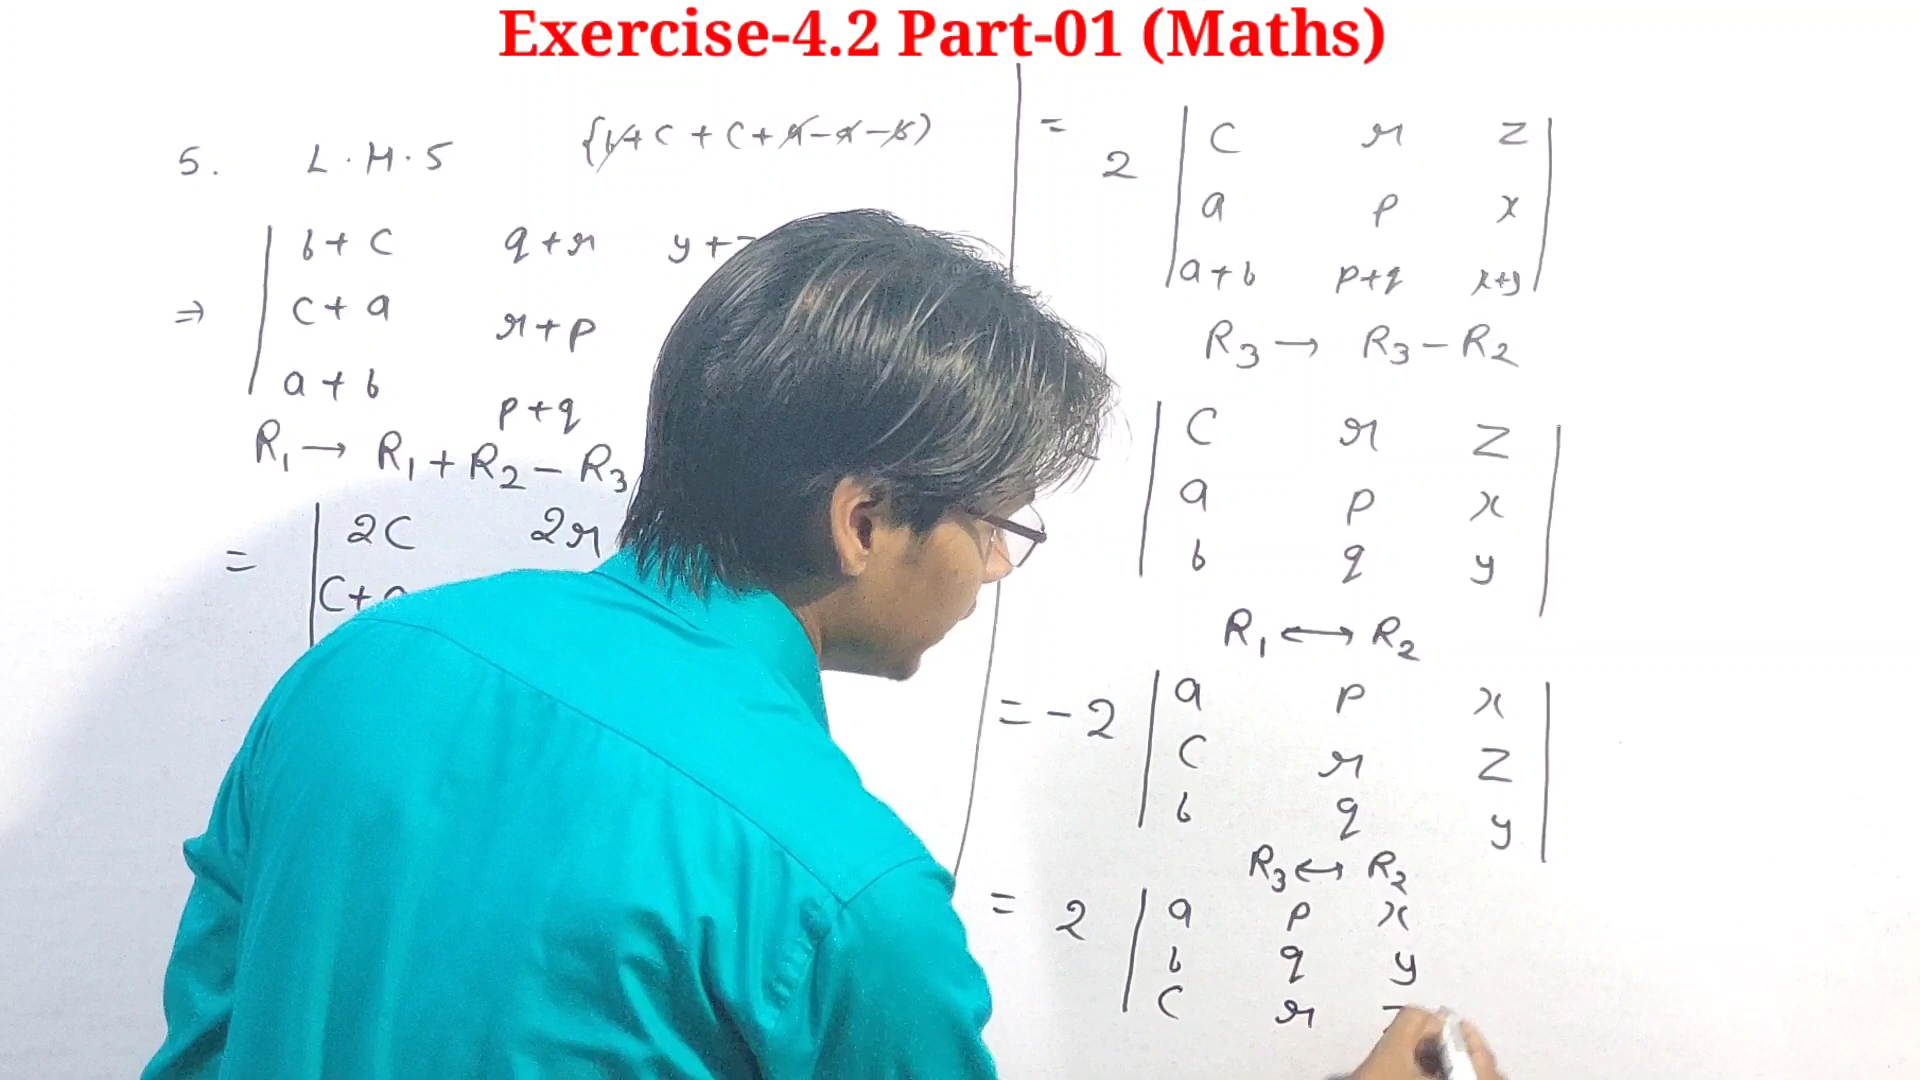 Exercise-4.2 Part-01 (Maths)
5. L.H.S {b+c + c+a-a-b)
b+c q+r y+
⇒ c+a r+p
a+b p+q
R₁ → R₁+R₂-R₃
= 2c 2r
c+
= 2 | c r z |
| a p x |
| a+b p+q x+y |
R₃ → R₃-R₂
| c r z |
| a p x |
| b q y |
R₁ ↔ R₂
= -2 | a p x |
| c r z |
| b q y |
R₃ ↔ R₂
= 2 | a p x
| b q y
| c r